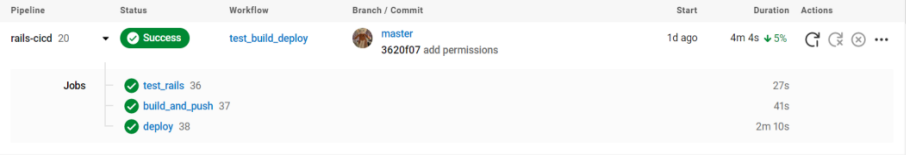 Pipeline Status Workflow Branch / Commit Start Duration Actions
rails-cicd 20 Success test_build_deploy master 1d ago 4m 4s 5%
3620f07 add permissions
Jobs test_rails 36 27s
build_and_push 37 41s
deploy 38 2m 10s